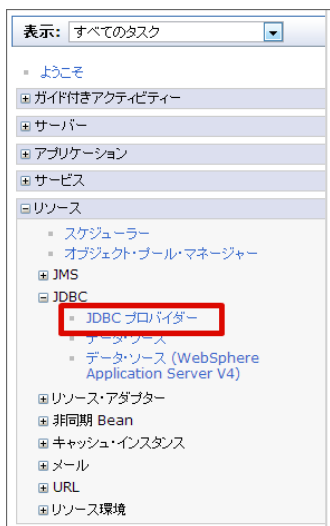 表示: すべてのタスク
ようこそ
ガイド付きアクティビティー
サーバー
アプリケーション
サービス
リソース
スケジューラー
オブジェクト・プール・マネージャー
JMS
JDBC
JDBC プロバイダー
データ・ソース
データ・ソース (WebSphere
Application Server V4)
リソース・アダプター
非同期 Bean
キャッシュ・インスタンス
メール
URL
リソース環境